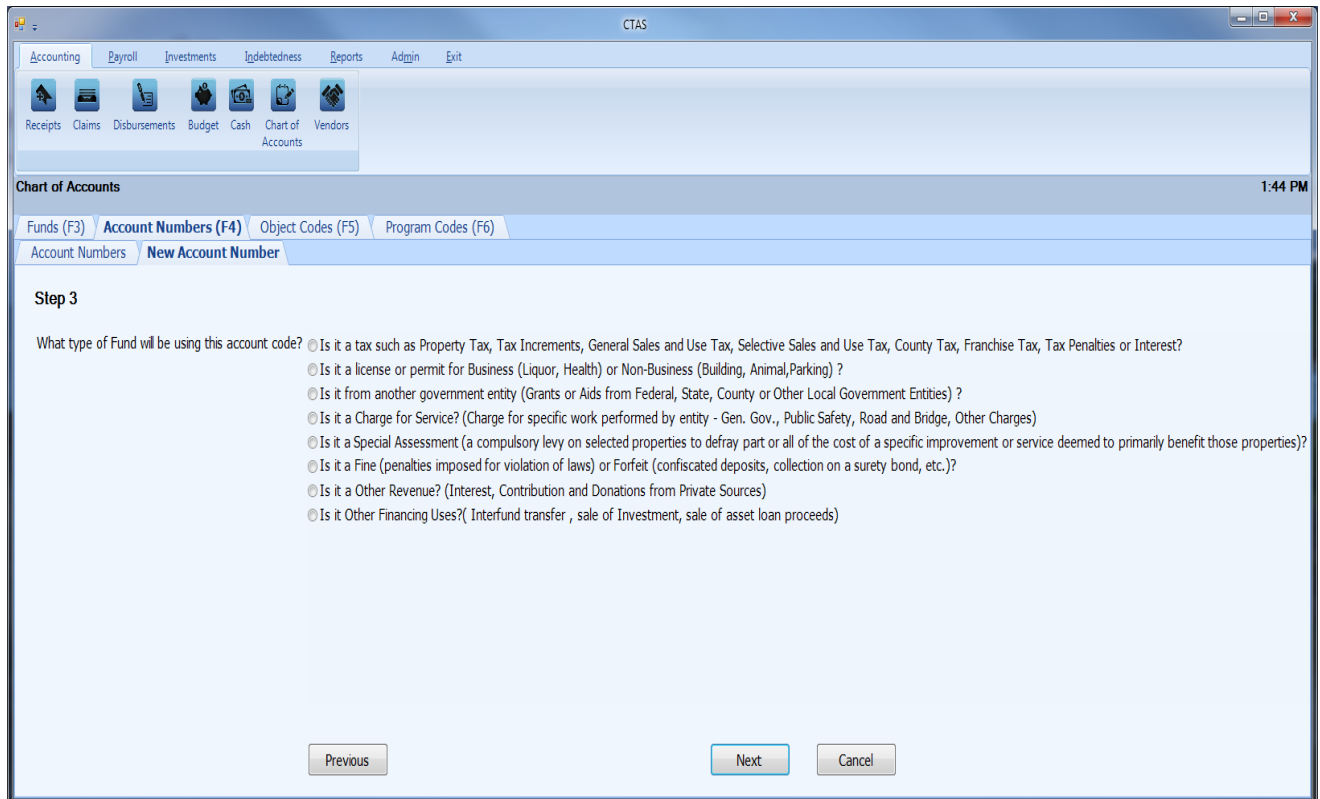 CTAS
Accounting Payroll Investments Indebtedness Reports Admin Exit
Receipts Claims Disbursements Budget Cash Chart of Accounts Vendors
Chart of Accounts 1:44 PM
Funds (F3) Account Numbers (F4) Object Codes (F5) Program Codes (F6)
Account Numbers New Account Number
Step 3
What type of Fund will be using this account code? Is it a tax such as Property Tax, Tax Increments, General Sales and Use Tax, Selective Sales and Use Tax, County Tax, Franchise Tax, Tax Penalties or Interest?
Is it a license or permit for Business (Liquor, Health) or Non-Business (Building, Animal,Parking) ?
Is it from another government entity (Grants or Aids from Federal, State, County or Other Local Government Entities) ?
Is it a Charge for Service? (Charge for specific work performed by entity - Gen. Gov., Public Safety, Road and Bridge, Other Charges)
Is it a Special Assessment (a compulsory levy on selected properties to defray part or all of the cost of a specific improvement or service deemed to primarily benefit those properties)?
Is it a Fine (penalties imposed for violation of laws) or Forfeit (confiscated deposits, collection on a surety bond, etc.)?
Is it a Other Revenue? (Interest, Contribution and Donations from Private Sources)
Is it Other Financing Uses?( Interfund transfer , sale of Investment, sale of asset loan proceeds)
Previous Next Cancel